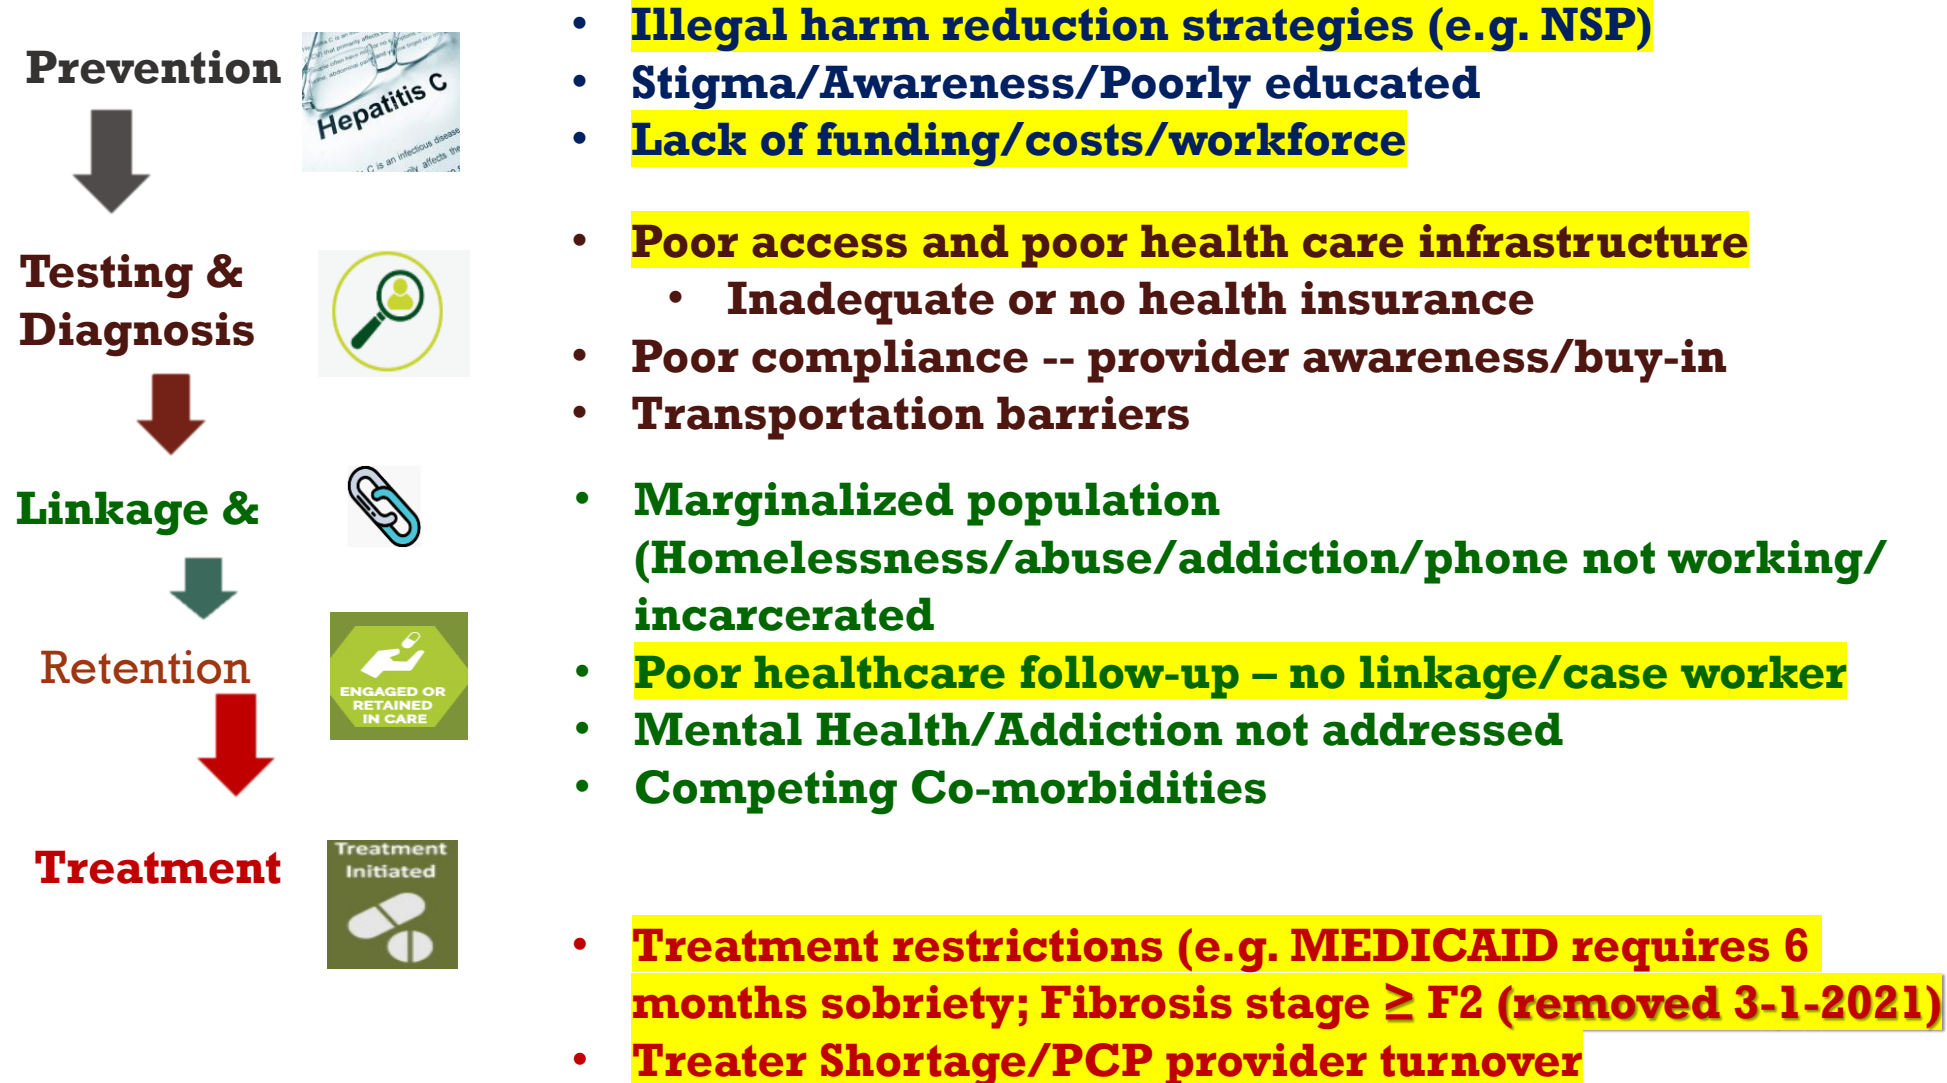 Prevention
Hepatitis C
C is an infectious disease
• Illegal harm reduction strategies (e.g. NSP)
• Stigma/Awareness/Poorly educated
• Lack of funding/costs/workforce
Testing &
Diagnosis
• Poor access and poor health care infrastructure
• Inadequate or no health insurance
• Poor compliance -- provider awareness/buy-in
• Transportation barriers
Linkage &
Retention
ENGAGED OR
RETAINED
IN CARE
• Marginalized population
(Homelessness/abuse/addiction/phone not working/
incarcerated
• Poor healthcare follow-up – no linkage/case worker
• Mental Health/Addiction not addressed
• Competing Co-morbidities
Treatment
Treatment
Initiated
• Treatment restrictions (e.g. MEDICAID requires 6
months sobriety; Fibrosis stage ≥ F2 (removed 3-1-2021)
• Treater Shortage/PCP provider turnover